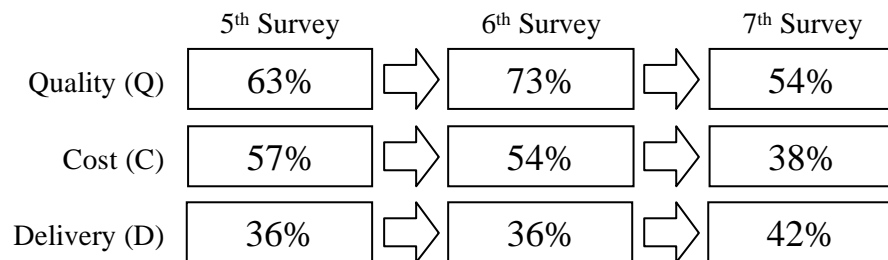 5th Survey 6th Survey 7th Survey
Quality (Q) 63% 73% 54%
Cost (C) 57% 54% 38%
Delivery (D) 36% 36% 42%